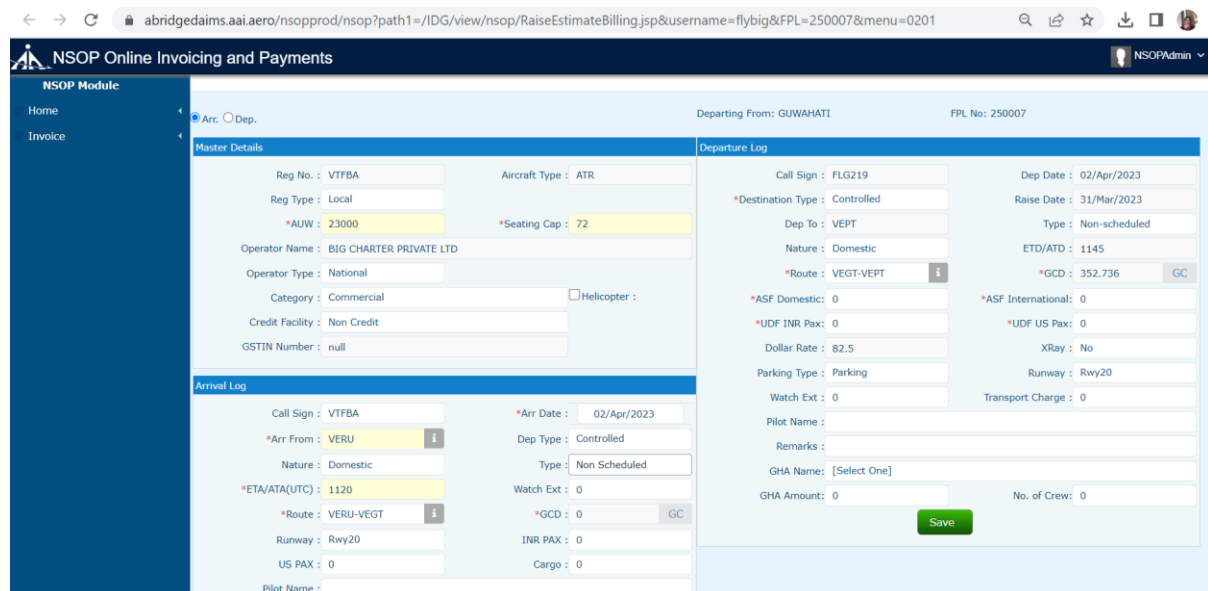 abridgedaims.aai.aero/nsopprod/nsop?path1=/IDG/view/nsop/RaiseEstimateBilling.jsp&username=flybig&FPL=250007&menu=0201
NSOP Online Invoicing and Payments
NSOPAdmin
NSOP Module
Home
Invoice
Arr. Dep.
Departing From: GUWAHATI FPL No: 250007
Master Details
Reg No. : VTFBA Aircraft Type : ATR
Reg Type : Local
*AUW : 23000 *Seating Cap : 72
Operator Name : BIG CHARTER PRIVATE LTD
Operator Type : National
Category : Commercial Helicopter :
Credit Facility : Non Credit
GSTIN Number : null
Arrival Log
Call Sign : VTFBA *Arr Date : 02/Apr/2023
*Arr From : VERU i Dep Type : Controlled
Nature : Domestic Type : Non Scheduled
*ETA/ATA(UTC) : 1120 Watch Ext : 0
*Route : VERU-VEGT i *GCD : 0 GC
Runway : Rwy20 INR PAX : 0
US PAX : 0 Cargo : 0
Pilot Name :
Departure Log
Call Sign : FLG219 Dep Date : 02/Apr/2023
*Destination Type : Controlled Raise Date : 31/Mar/2023
Dep To : VEPT Type : Non-scheduled
Nature : Domestic ETD/ATD : 1145
*Route : VEGT-VEPT i *GCD : 352.736 GC
*ASF Domestic: 0 *ASF International: 0
*UDF INR Pax: 0 *UDF US Pax: 0
Dollar Rate : 82.5 XRay : No
Parking Type : Parking Runway : Rwy20
Watch Ext : 0 Transport Charge : 0
Pilot Name :
Remarks :
GHA Name: [Select One]
GHA Amount: 0 No. of Crew: 0
Save